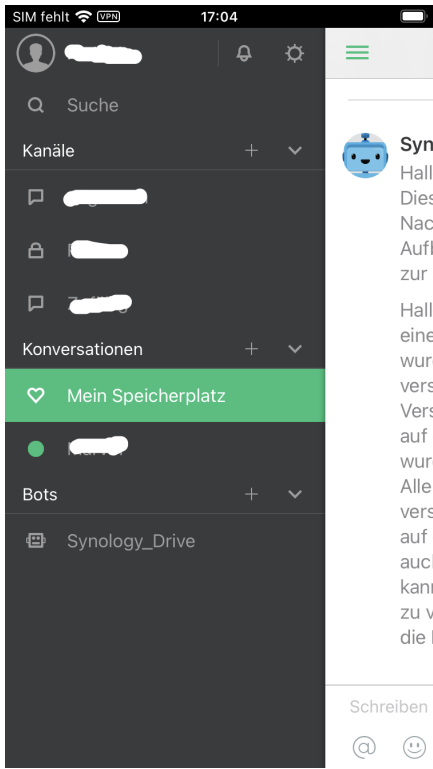 SIM fehlt VPN 17:04
Suche
Kanäle
Konversationen
Mein Speicherplatz
Bots
Synology_Drive
Syn
Hall
Dies
Nac
Aufl
zur
Hall
eine
wur
vers
Vers
auf
wur
Alle
vers
auf
auch
kanr
zu v
die
Schreiben